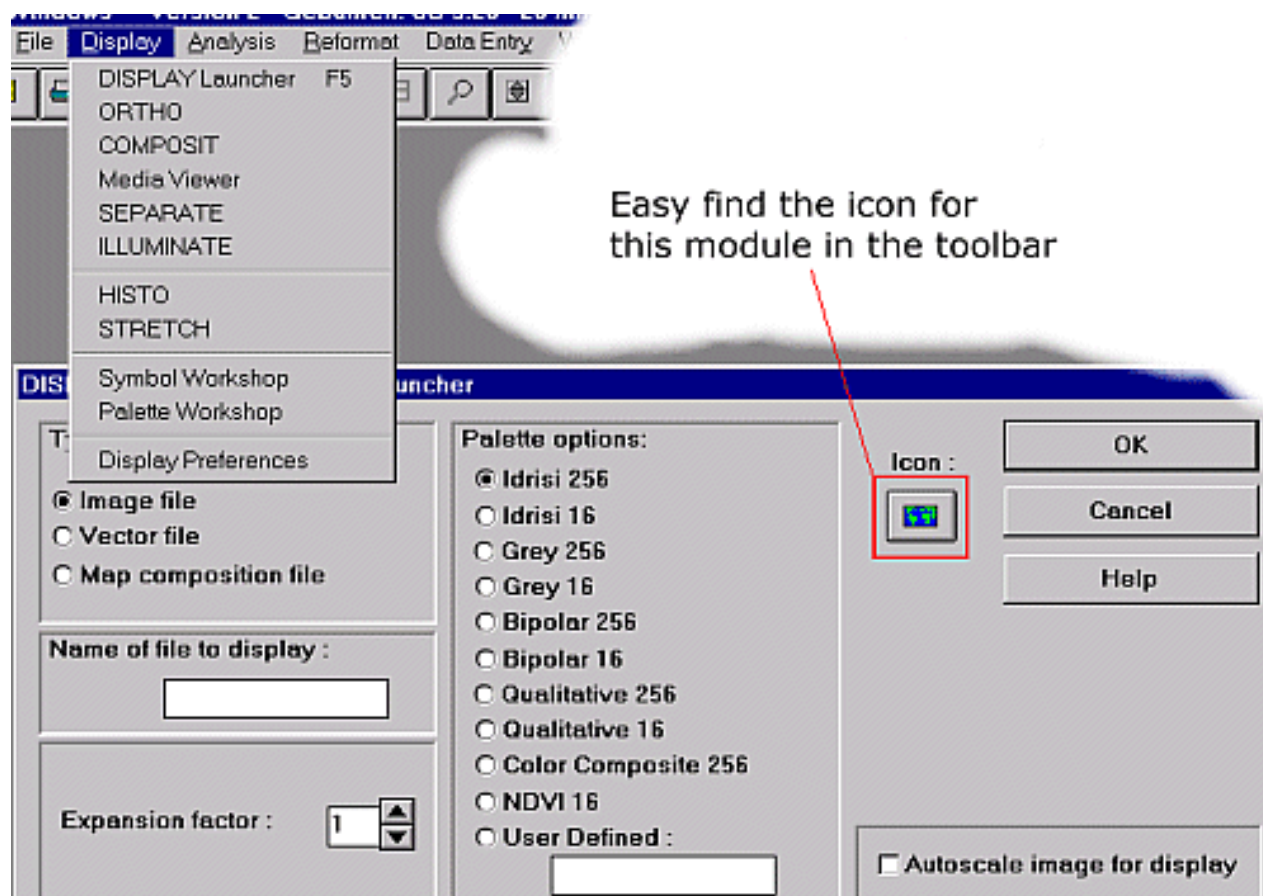 Version 2
File Display Analysis Reformat Data Entry
DISPLAY Launcher F5
ORTHO
COMPOSIT
Media Viewer
SEPARATE
ILLUMINATE
HISTO
STRETCH
Symbol Workshop
Palette Workshop
Display Preferences
Easy find the icon for
this module in the toolbar
Image file
Vector file
Map composition file
Name of file to display :
Expansion factor :
1
Palette options:
Idrisi 256
Idrisi 16
Grey 256
Grey 16
Bipolar 256
Bipolar 16
Qualitative 256
Qualitative 16
Color Composite 256
NDVI 16
User Defined :
Icon :
OK
Cancel
Help
Autoscale image for display